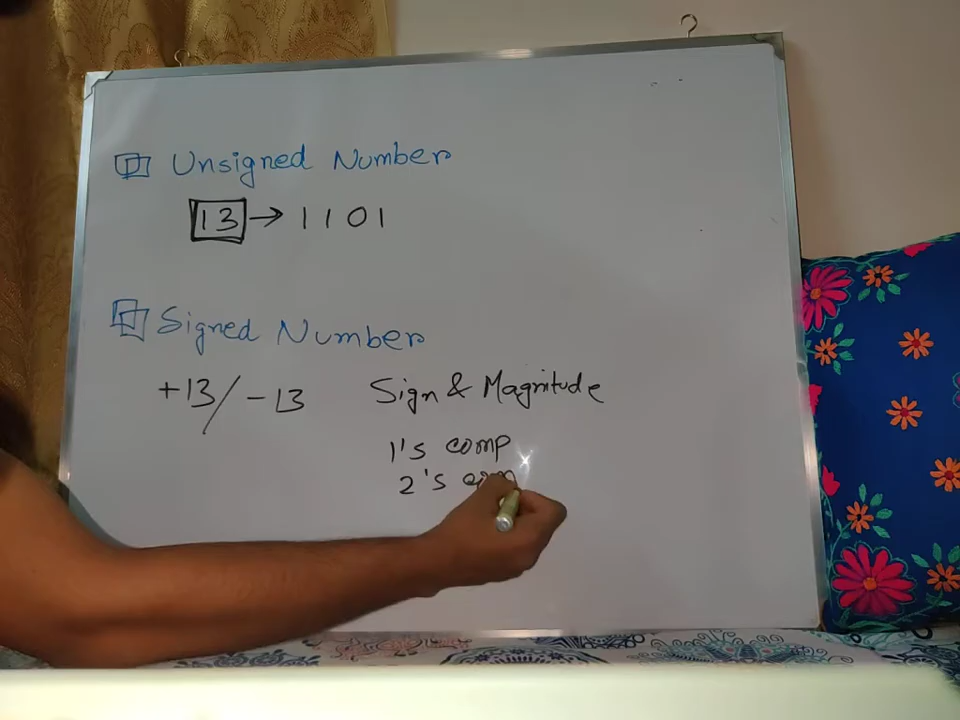 Unsigned Number
13 → 1101
Signed Number
+13/-13 Sign & Magnitude
1's comp
2's